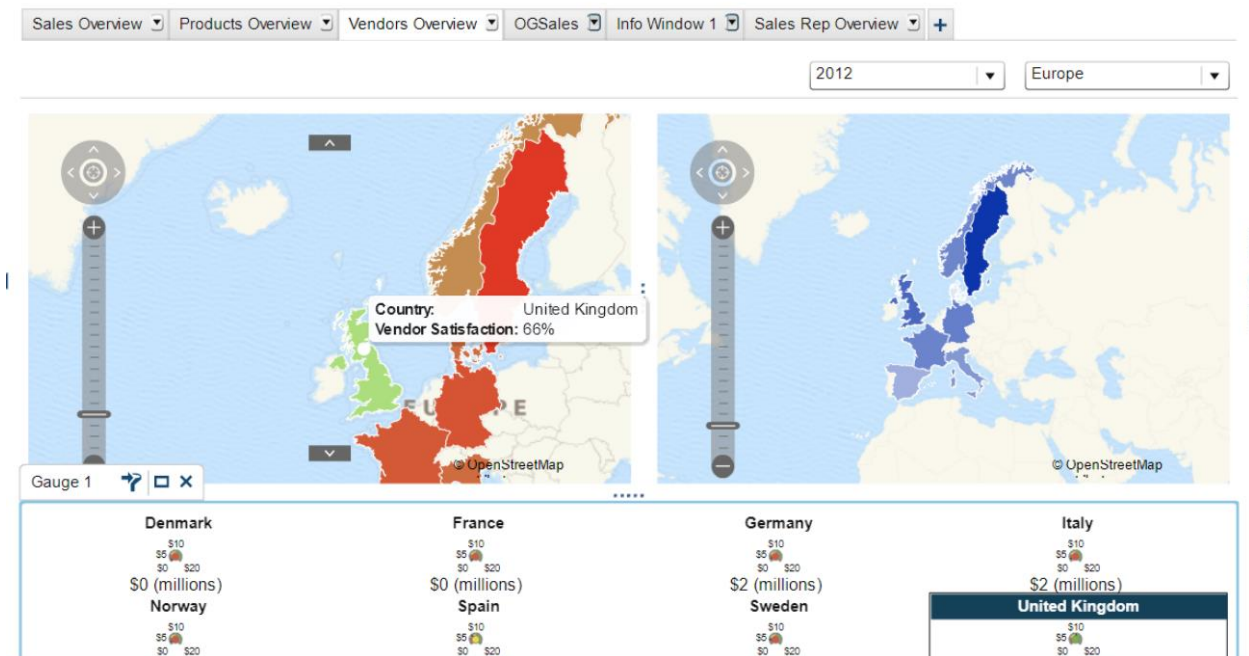 Sales Overview Products Overview Vendors Overview OGSales Info Window 1 Sales Rep Overview +
2012 Europe
Country: United Kingdom
Vendor Satisfaction: 66%
EUROPE
© OpenStreetMap © OpenStreetMap
Gauge 1
Denmark France Germany Italy
$10 $10 $10 $10
$5 $5 $5 $5
$0 $20 $0 $20 $0 $20 $0 $20
$0 (millions) $0 (millions) $2 (millions) $2 (millions)
Norway Spain Sweden United Kingdom
$10 $10 $10 $10
$5 $5 $5 $5
$0 $20 $0 $20 $0 $20 $0 $20